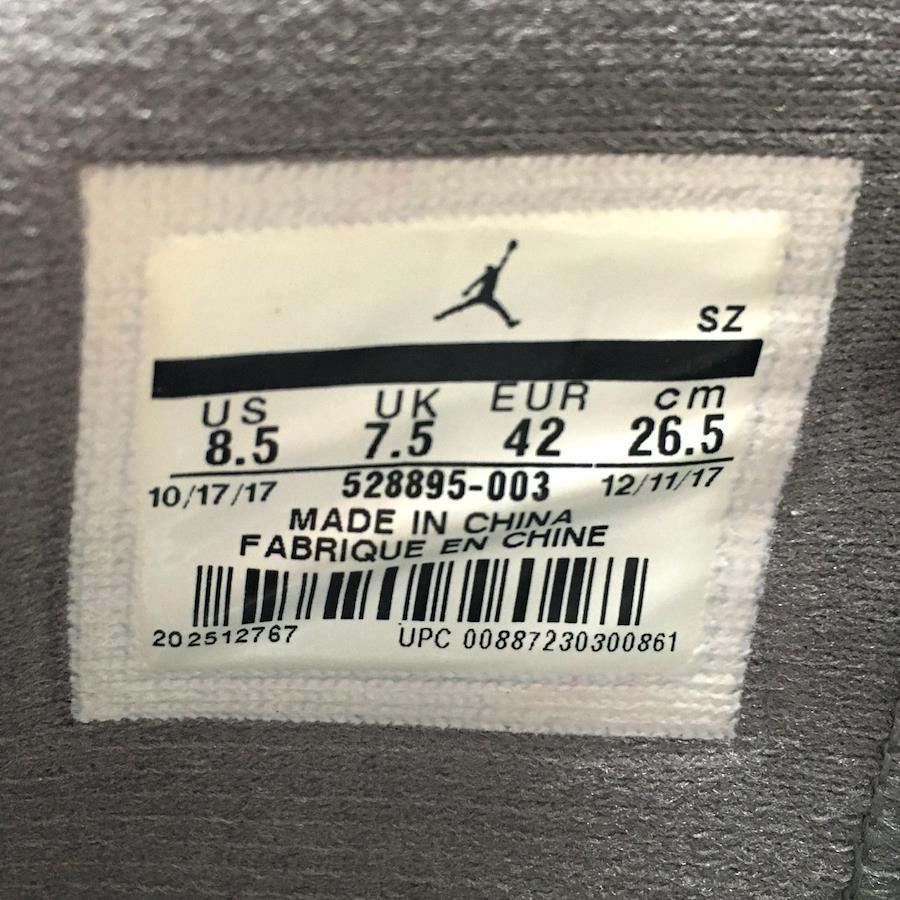 SZ
US UK EUR cm
8.5 7.5 42 26.5
10/17/17 528895-003 12/11/17
MADE IN CHINA
FABRIQUE EN CHINE
202512767 UPC 00887230300861